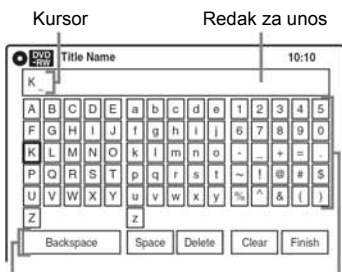 Kursor Redak za unos
DVD -RW Title Name 10:10
K_
A B C D E a b c d e 1 2 3 4 5
F G H I J f g h i j 6 7 8 9 0
K L M N O k l m n o - _ + = .
P Q R S T p q r s t ~ ! @ # $
U V W X Y u v w x y % ^ & ( )
Z z
Backspace Space Delete Clear Finish